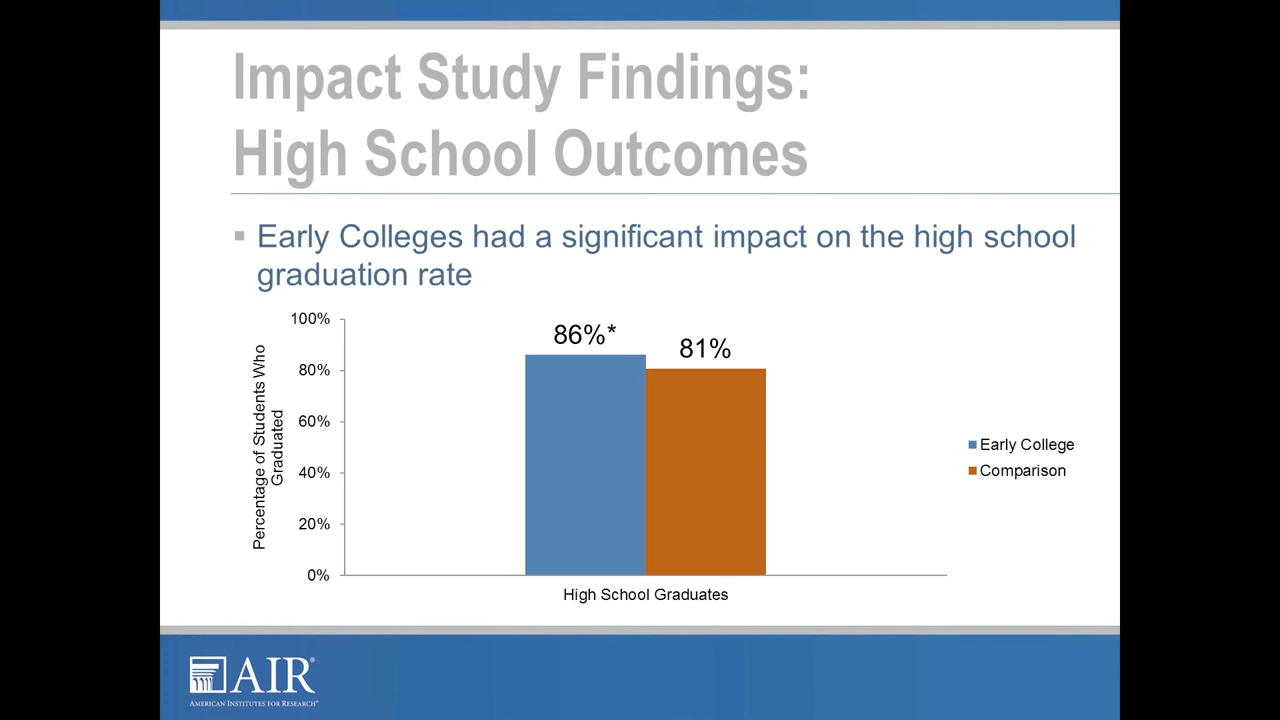 Impact Study Findings:
High School Outcomes
Early Colleges had a significant impact on the high school
graduation rate
Percentage of Students Who
Graduated
100%
80%
60%
40%
20%
0%
86%*
81%
High School Graduates
Early College
Comparison
AIR®
AMERICAN INSTITUTES FOR RESEARCH®